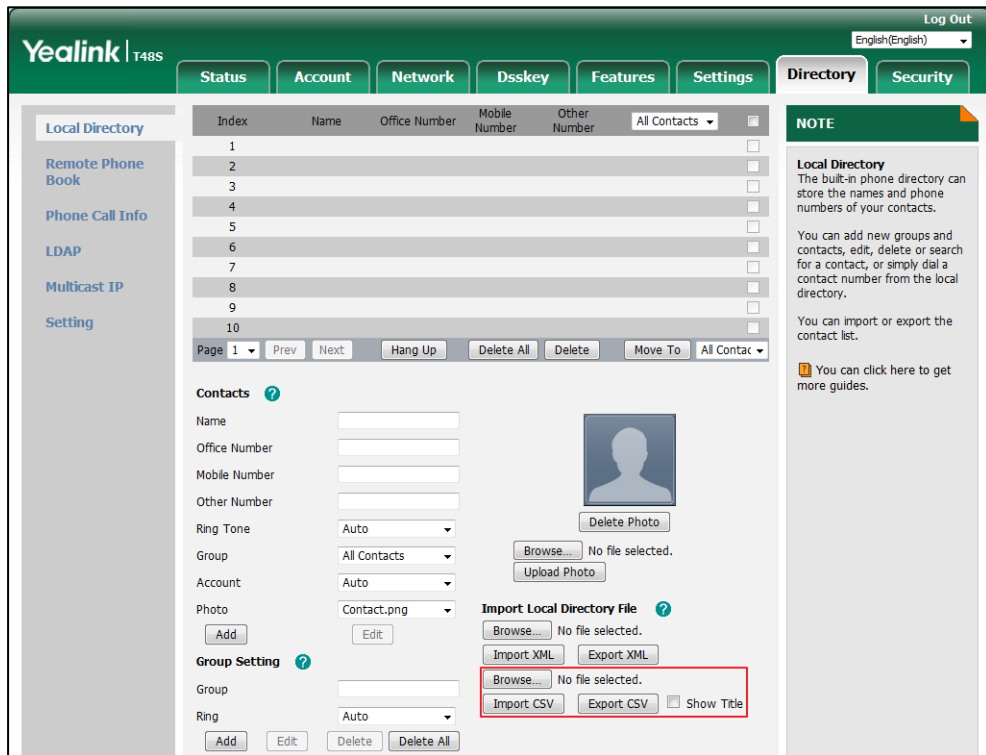 Log Out
Yealink | T48S
English(English)
Status Account Network Dsskey Features Settings Directory Security
Local Directory
Remote Phone
Book
Phone Call Info
LDAP
Multicast IP
Setting
Index Name Office Number Mobile Number Other Number All Contacts
1
2
3
4
5
6
7
8
9
10
Page 1 Prev Next Hang Up Delete All Delete Move To All Contac
Contacts ?
Name
Office Number
Mobile Number
Other Number
Ring Tone Auto
Group All Contacts
Account Auto
Photo Contact.png
Add Edit
Group Setting ?
Group
Ring Auto
Add Edit Delete Delete All
Delete Photo
Browse... No file selected.
Upload Photo
Import Local Directory File ?
Browse... No file selected.
Import XML Export XML
Browse... No file selected.
Import CSV Export CSV Show Title
NOTE
Local Directory
The built-in phone directory can
store the names and phone
numbers of your contacts.
You can add new groups and
contacts, edit, delete or search
for a contact, or simply dial a
contact number from the local
directory.
You can import or export the
contact list.
? You can click here to get
more guides.